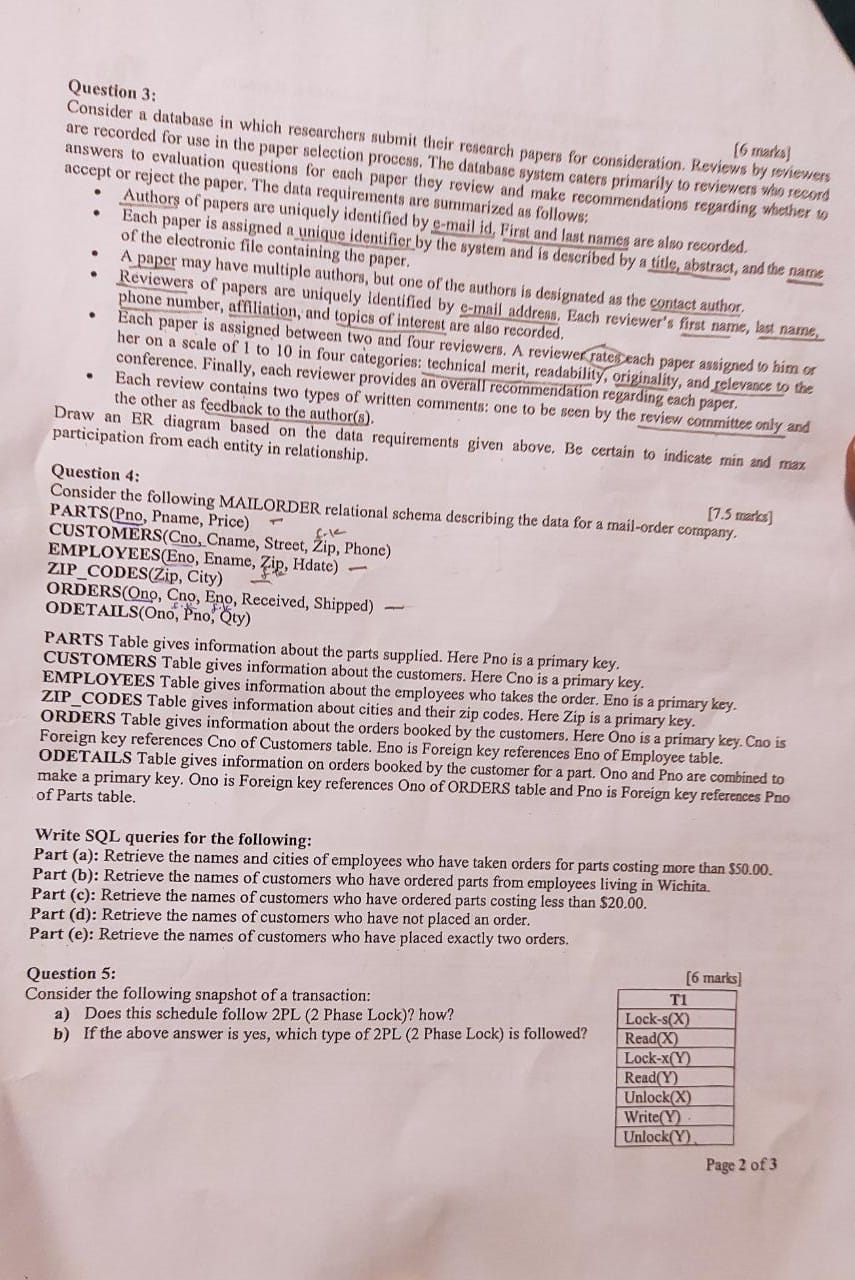 Question 3:
[6 marks]
Consider a database in which researchers submit their research papers for consideration. Reviews by reviewers
are recorded for use in the paper selection process. The database system caters primarily to reviewers who record
answers to evaluation questions for each paper they review and make recommendations regarding whether to
accept or reject the paper. The data requirements are summarized as follows:
• Authors of papers are uniquely identified by e-mail id. First and last names are also recorded.
• Each paper is assigned a unique identifier by the system and is described by a title, abstract, and the name
of the electronic file containing the paper.
• A paper may have multiple authors, but one of the authors is designated as the contact author.
• Reviewers of papers are uniquely identified by e-mail address. Each reviewer's first name, last name,
phone number, affiliation, and topics of interest are also recorded.
• Each paper is assigned between two and four reviewers. A reviewer rates each paper assigned to him or
her on a scale of 1 to 10 in four categories: technical merit, readability, originality, and relevance to the
conference. Finally, each reviewer provides an overall recommendation regarding each paper.
• Each review contains two types of written comments: one to be seen by the review committee only and
the other as feedback to the author(s).
Draw an ER diagram based on the data requirements given above. Be certain to indicate min and max
participation from each entity in relationship.
Question 4:
[7.5 marks]
Consider the following MAILORDER relational schema describing the data for a mail-order company.
PARTS(Pno, Pname, Price)
CUSTOMERS(Cno, Cname, Street, Zip, Phone)
EMPLOYEES(Eno, Ename, Zip, Hdate)
ZIP_CODES(Zip, City)
ORDERS(Ono, Cno, Eno, Received, Shipped)
ODETAILS(Ono, Pno, Qty)
PARTS Table gives information about the parts supplied. Here Pno is a primary key.
CUSTOMERS Table gives information about the customers. Here Cno is a primary key.
EMPLOYEES Table gives information about the employees who takes the order. Eno is a primary key.
ZIP_CODES Table gives information about cities and their zip codes. Here Zip is a primary key.
ORDERS Table gives information about the orders booked by the customers. Here Ono is a primary key. Cno is
Foreign key references Cno of Customers table. Eno is Foreign key references Eno of Employee table.
ODETAILS Table gives information on orders booked by the customer for a part. Ono and Pno are combined to
make a primary key. Ono is Foreign key references Ono of ORDERS table and Pno is Foreign key references Pno
of Parts table.
Write SQL queries for the following:
Part (a): Retrieve the names and cities of employees who have taken orders for parts costing more than $50.00.
Part (b): Retrieve the names of customers who have ordered parts from employees living in Wichita.
Part (c): Retrieve the names of customers who have ordered parts costing less than $20.00.
Part (d): Retrieve the names of customers who have not placed an order.
Part (e): Retrieve the names of customers who have placed exactly two orders.
Question 5:
[6 marks]
Consider the following snapshot of a transaction:
a) Does this schedule follow 2PL (2 Phase Lock)? how?
b) If the above answer is yes, which type of 2PL (2 Phase Lock) is followed?
T1
Lock-s(X)
Read(X)
Lock-x(Y)
Read(Y)
Unlock(X)
Write(Y)
Unlock(Y)
Page 2 of 3